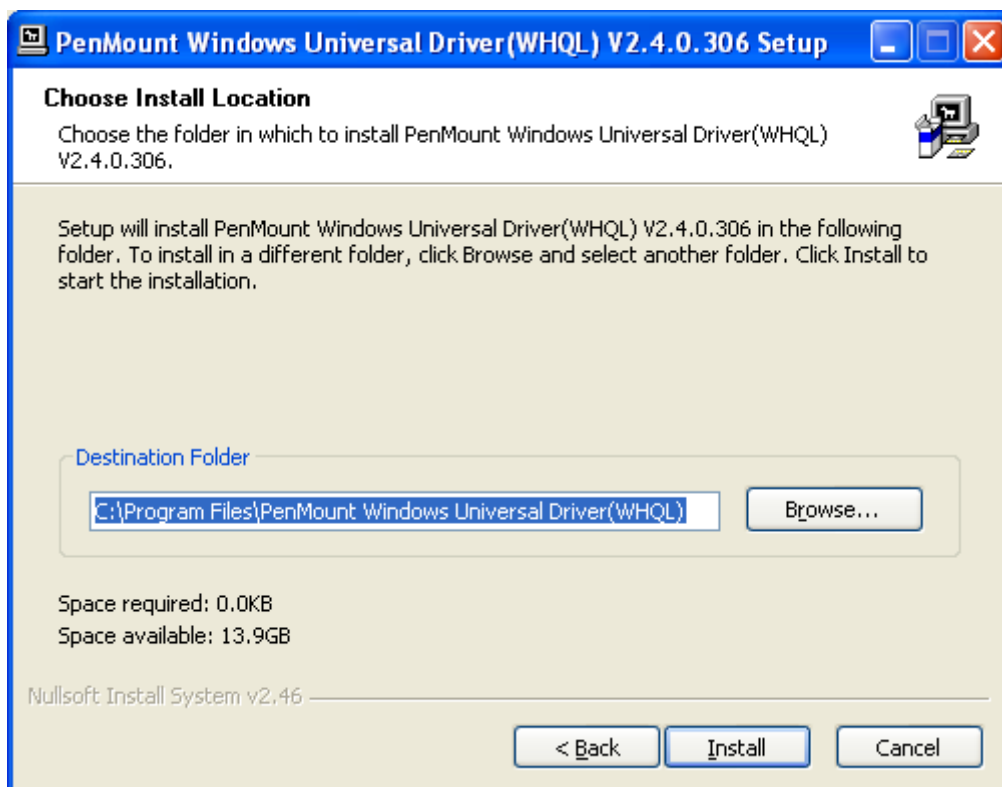 PenMount Windows Universal Driver(WHQL) V2.4.0.306 Setup
Choose Install Location
Choose the folder in which to install PenMount Windows Universal Driver(WHQL)
V2.4.0.306.
Setup will install PenMount Windows Universal Driver(WHQL) V2.4.0.306 in the following
folder. To install in a different folder, click Browse and select another folder. Click Install to
start the installation.
Destination Folder
C:\Program Files\PenMount Windows Universal Driver(WHQL)
Browse...
Space required: 0.0KB
Space available: 13.9GB
Nullsoft Install System v2.46
< Back
Install
Cancel